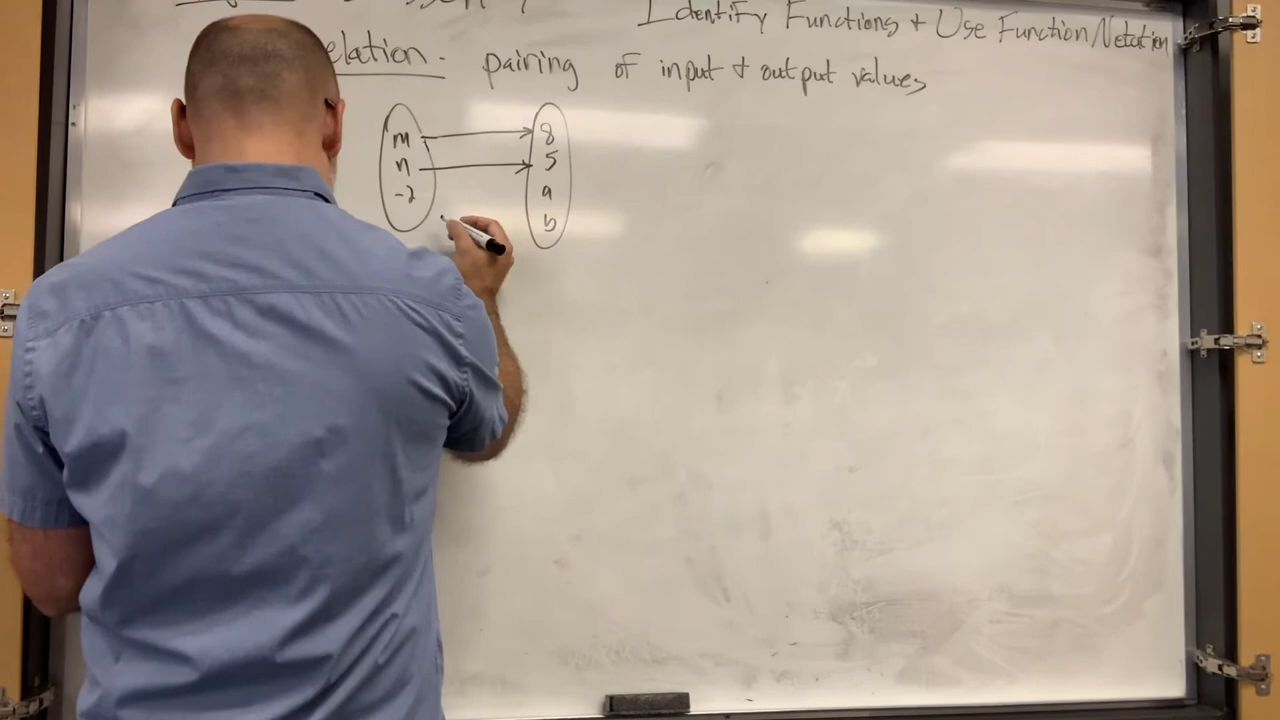 Identify Functions + Use Function Notation
elation - pairing of input + output values
m 8
n 5
-2 a
b